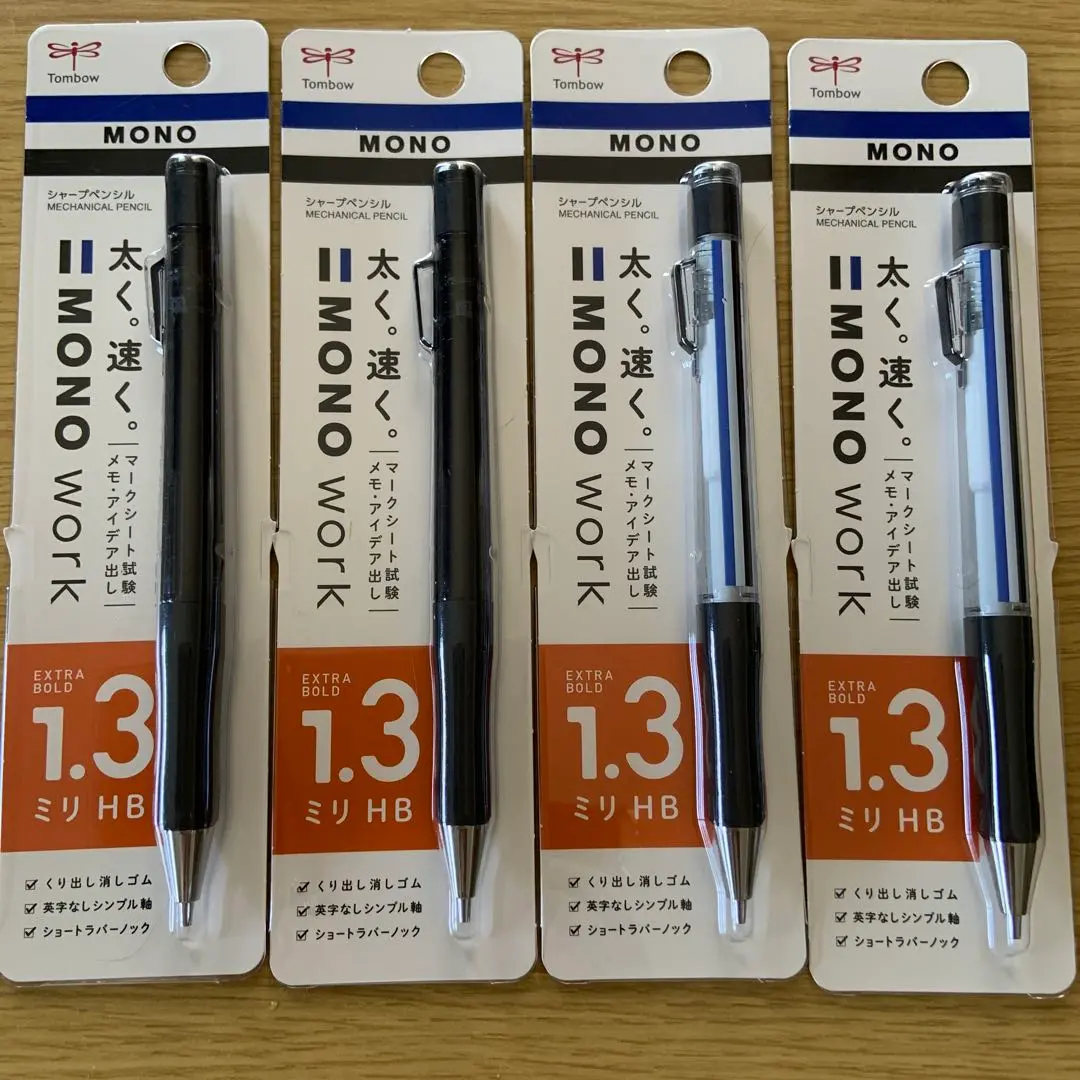 Tombow
MONO
シャープペンシル
MECHANICAL PENCIL
太く。速く。
マークシート試験
メモ・アイデア出し
MONO work
EXTRA
BOLD
1.3
ミリ HB
くり出し消しゴム
英字なしシンプル軸
ショートラバーノック
Tombow
MONO
シャープペンシル
MECHANICAL PENCIL
太く。速く。
マークシート試験
メモ・アイデア出し
MONO work
EXTRA
BOLD
1.3
ミリ HB
くり出し消しゴム
英字なしシンプル軸
ショートラバーノック
Tombow
MONO
シャープペンシル
MECHANICAL PENCIL
太く。速く。
マークシート試験
メモ・アイデア出し
MONO work
EXTRA
BOLD
1.3
ミリ HB
くり出し消しゴム
英字なしシンプル軸
ショートラバーノック
Tombow
MONO
シャープペンシル
MECHANICAL PENCIL
太く。速く。
マークシート試験
メモ・アイデア出し
MONO work
EXTRA
BOLD
1.3
ミリ HB
くり出し消しゴム
英字なしシンプル軸
ショートラバーノック